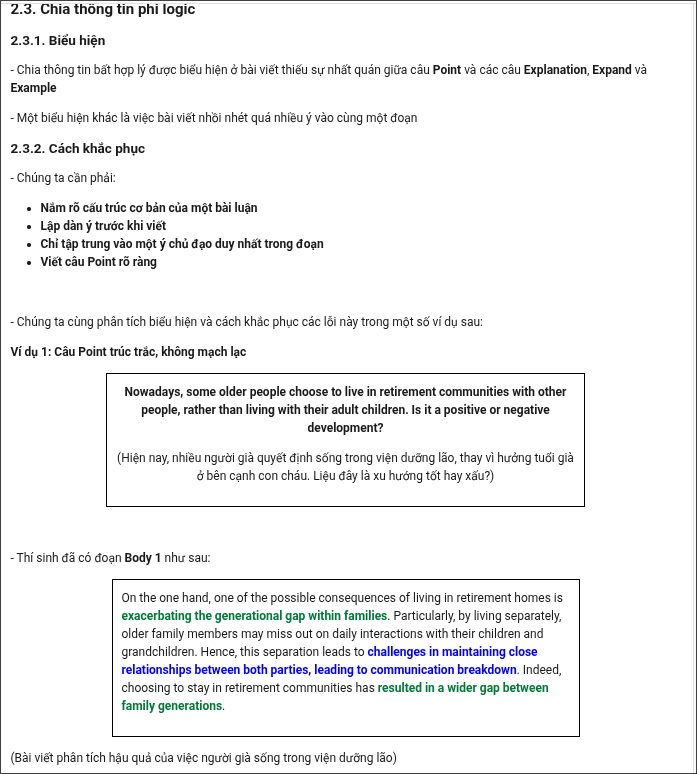 2.3. Chia thông tin phi logic
2.3.1. Biểu hiện
- Chia thông tin bất hợp lý được biểu hiện ở bài viết thiếu sự nhất quán giữa câu Point và các câu Explanation, Expand và
Example
- Một biểu hiện khác là việc bài viết nhồi nhét quá nhiều ý vào cùng một đoạn
2.3.2. Cách khắc phục
- Chúng ta cần phải:
• Nắm rõ cấu trúc cơ bản của một bài luận
• Lập dàn ý trước khi viết
• Chỉ tập trung vào một ý chủ đạo duy nhất trong đoạn
• Viết câu Point rõ ràng
- Chúng ta cùng phân tích biểu hiện và cách khắc phục các lỗi này trong một số ví dụ sau:
Ví dụ 1: Câu Point trúc trắc, không mạch lạc
Nowadays, some older people choose to live in retirement communities with other
people, rather than living with their adult children. Is it a positive or negative
development?
(Hiện nay, nhiều người già quyết định sống trong viện dưỡng lão, thay vì hưởng tuổi già
ở bên cạnh con cháu. Liệu đây là xu hướng tốt hay xấu?)
- Thí sinh đã có đoạn Body 1 như sau:
On the one hand, one of the possible consequences of living in retirement homes is
exacerbating the generational gap within families. Particularly, by living separately,
older family members may miss out on daily interactions with their children and
grandchildren. Hence, this separation leads to challenges in maintaining close
relationships between both parties, leading to communication breakdown. Indeed,
choosing to stay in retirement communities has resulted in a wider gap between
family generations.
(Bài viết phân tích hậu quả của việc người già sống trong viện dưỡng lão)